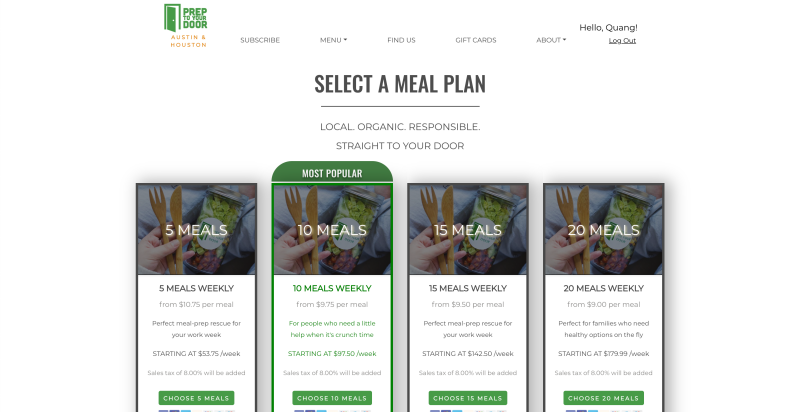 PREP
TO YOUR
DOOR
AUSTIN &
HOUSTON
Hello, Quang!
SUBSCRIBE
MENU
FIND US
GIFT CARDS
ABOUT
Log Out
SELECT A MEAL PLAN
LOCAL. ORGANIC. RESPONSIBLE.
STRAIGHT TO YOUR DOOR
MOST POPULAR
5 MEALS
5 MEALS WEEKLY
from $10.75 per meal
Perfect meal-prep rescue for
your work week
STARTING AT $53.75 /week
Sales tax of 8.00% will be added
CHOOSE 5 MEALS
10 MEALS
10 MEALS WEEKLY
from $9.75 per meal
For people who need a little
help when it's crunch time
STARTING AT $97.50 /week
Sales tax of 8.00% will be added
CHOOSE 10 MEALS
15 MEALS
15 MEALS WEEKLY
from $9.50 per meal
Perfect meal-prep rescue for
your work week
STARTING AT $142.50 /week
Sales tax of 8.00% will be added
CHOOSE 15 MEALS
20 MEALS
20 MEALS WEEKLY
from $9.00 per meal
Perfect for families who need
healthy options on the fly
STARTING AT $179.99 /week
Sales tax of 8.00% will be added
CHOOSE 20 MEALS